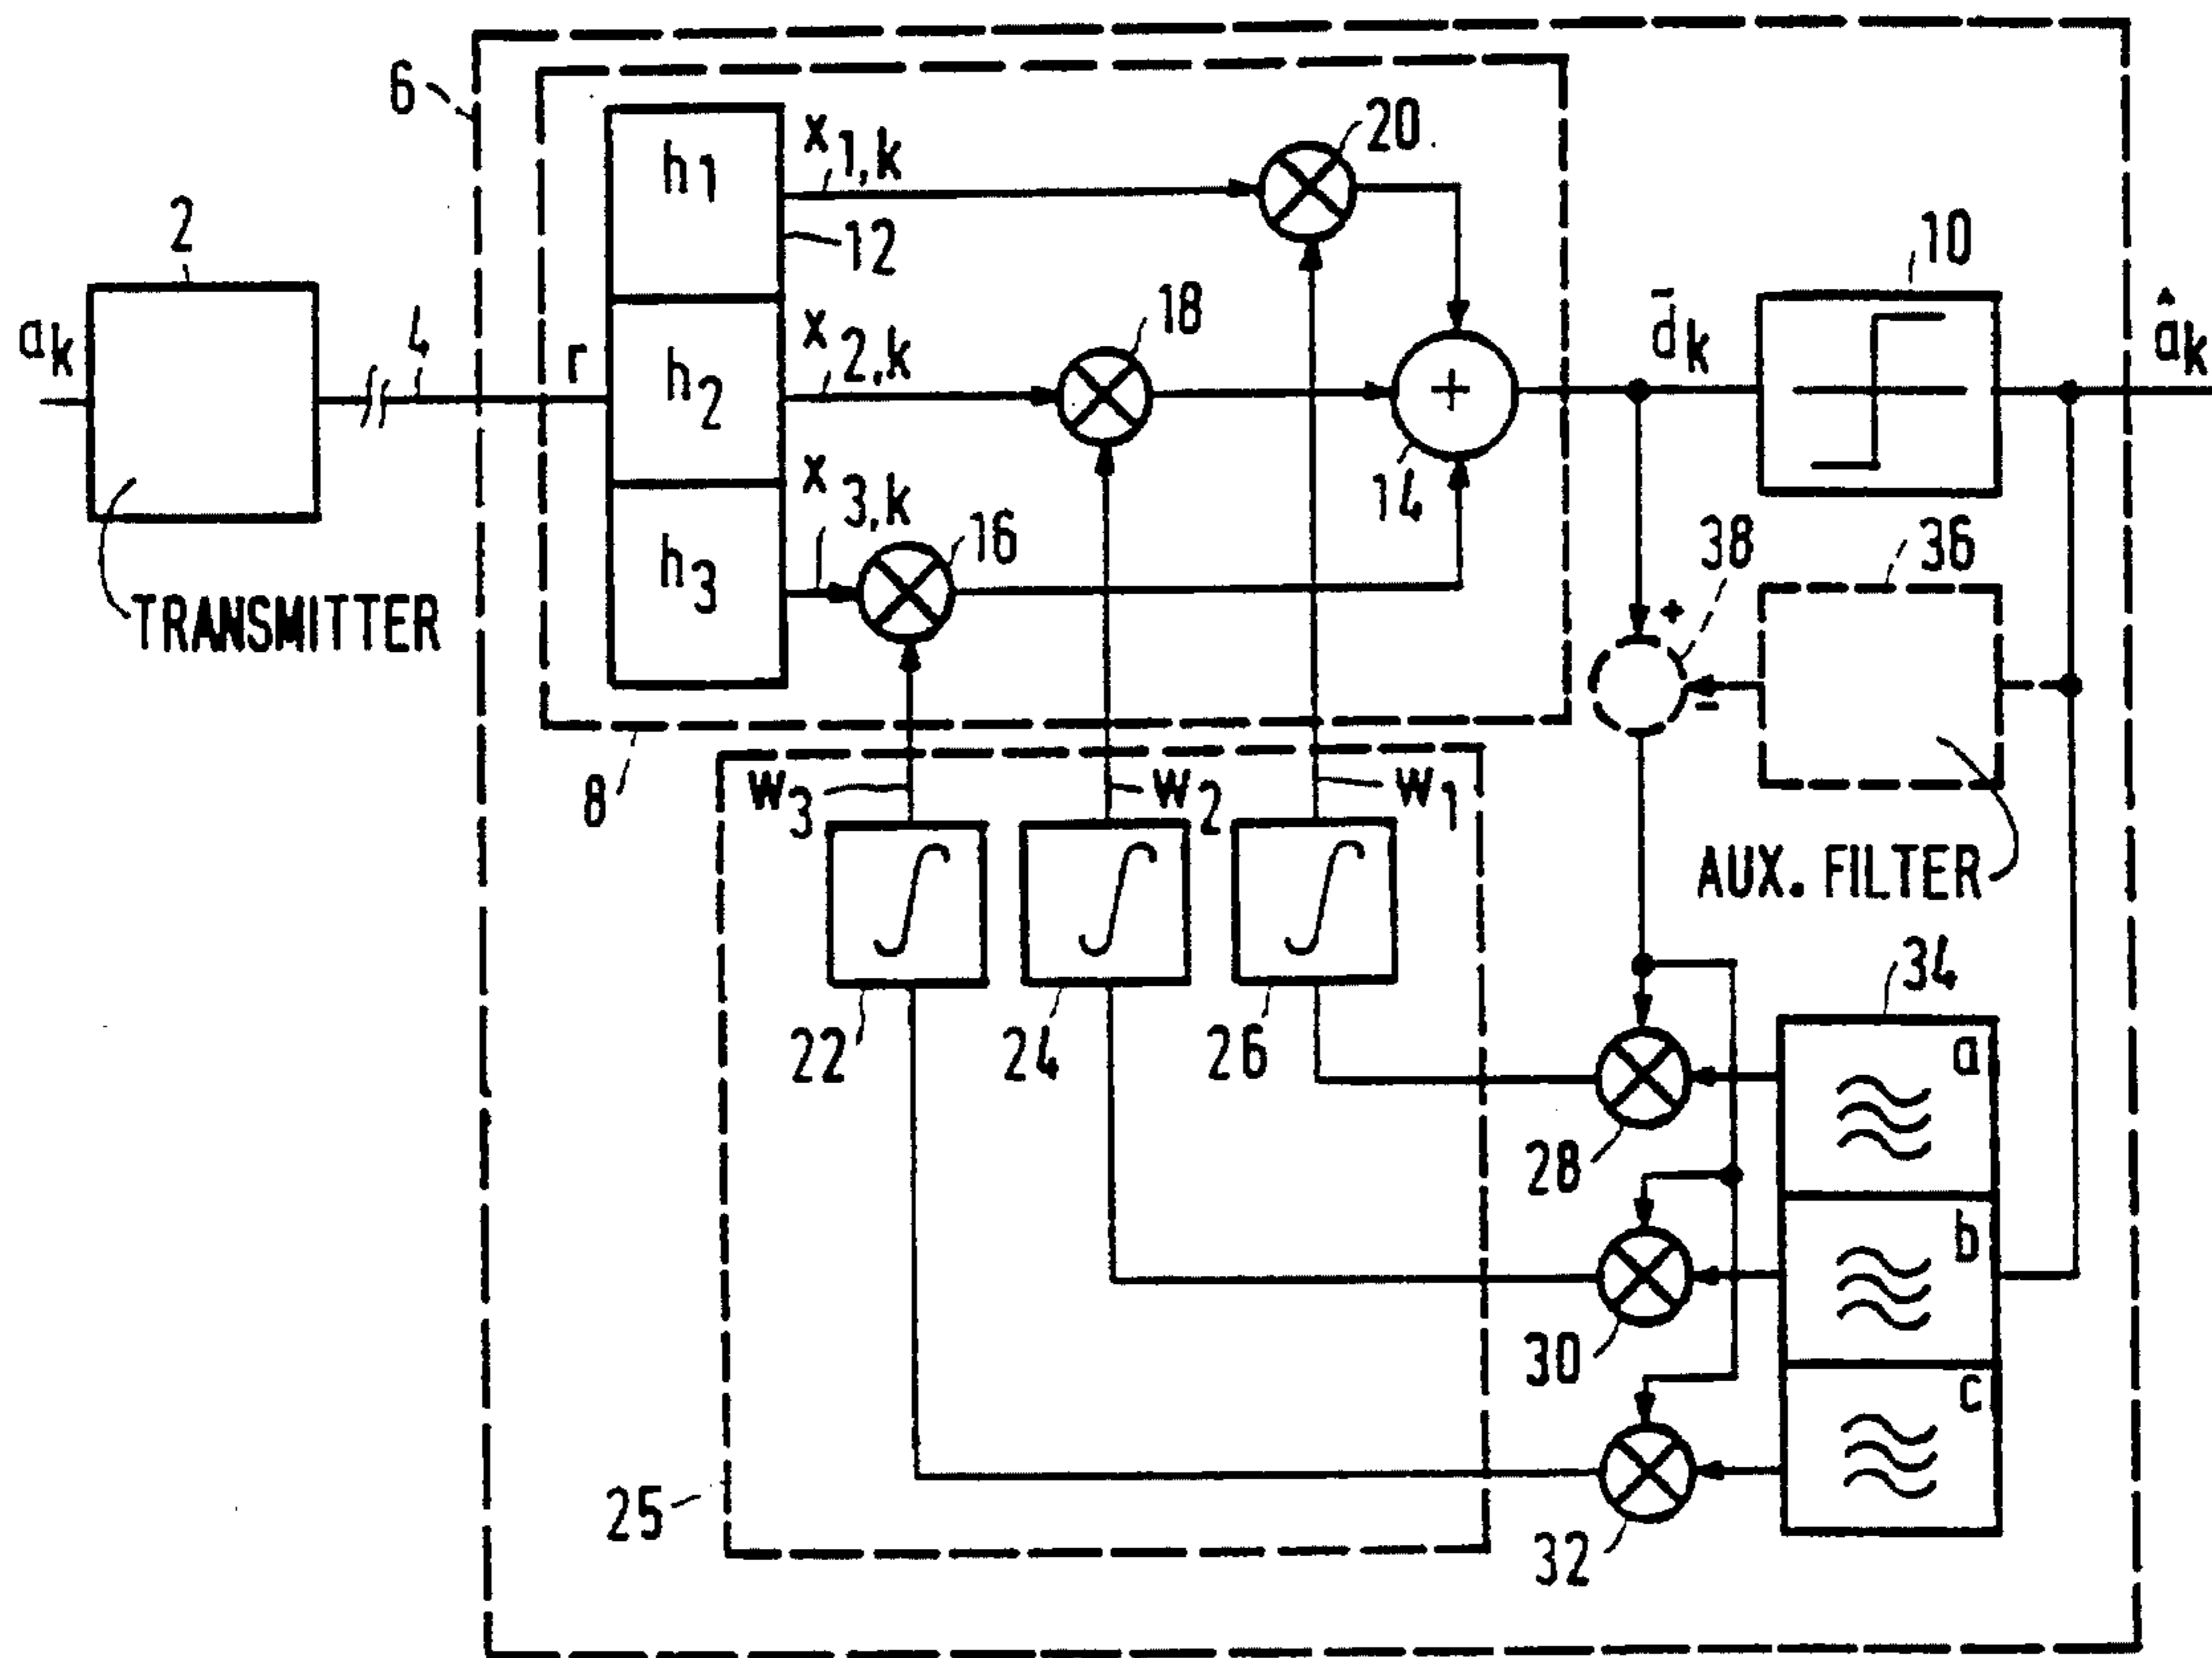 6
h1
x1,k
20
2
12
10
ak
4
r
h2
x2,k
18
d̄k
âk
+
14
x3,k
h3
16
38
36
TRANSMITTER
+
-
8
w3
w2
w1
AUX. FILTER
34
22
24
26
a
28
b
30
c
25
32